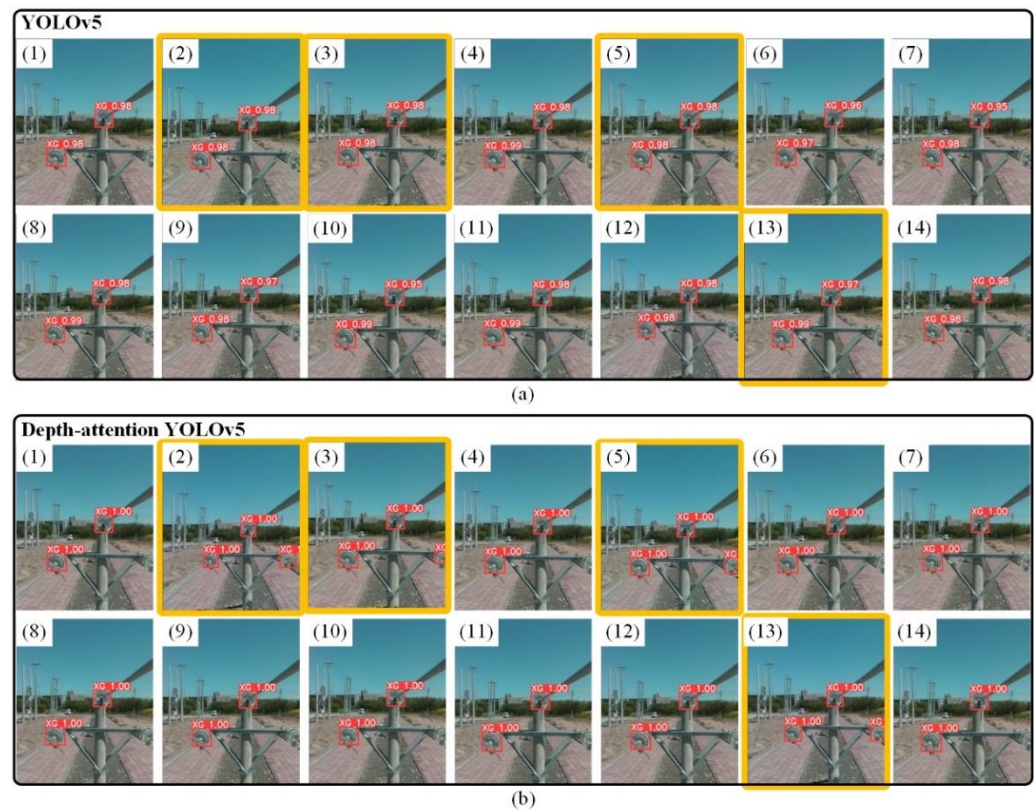 YOLOv5
(1) (2) (3) (4) (5) (6) (7)
XG 0.98 XG 0.98 XG 0.98 XG 0.98 XG 0.98 XG 0.96 XG 0.95
XG 0.98 XG 0.98 XG 0.98 XG 0.99 XG 0.98 XG 0.97 XG 0.98
(8) (9) (10) (11) (12) (13) (14)
XG 0.98 XG 0.97 XG 0.95 XG 0.98 XG 0.98 XG 0.97 XG 0.98
XG 0.99 XG 0.98 XG 0.99 XG 0.99 XG 0.98 XG 0.99 XG 0.98
(a)
Depth-attention YOLOv5
(1) (2) (3) (4) (5) (6) (7)
XG 1.00 XG 1.00 XG 1.00 XG 1.00 XG 1.00 XG 1.00 XG 1.00
XG 1.00 XG 1.00 XG 1.00 XG 1.00 XG 1.00 XG 1.00 XG 1.00
(8) (9) (10) (11) (12) (13) (14)
XG 1.00 XG 1.00 XG 1.00 XG 1.00 XG 1.00 XG 1.00 XG 1.00
XG 1.00 XG 1.00 XG 1.00 XG 1.00 XG 1.00 XG 1.00 XG 1.00
(b)